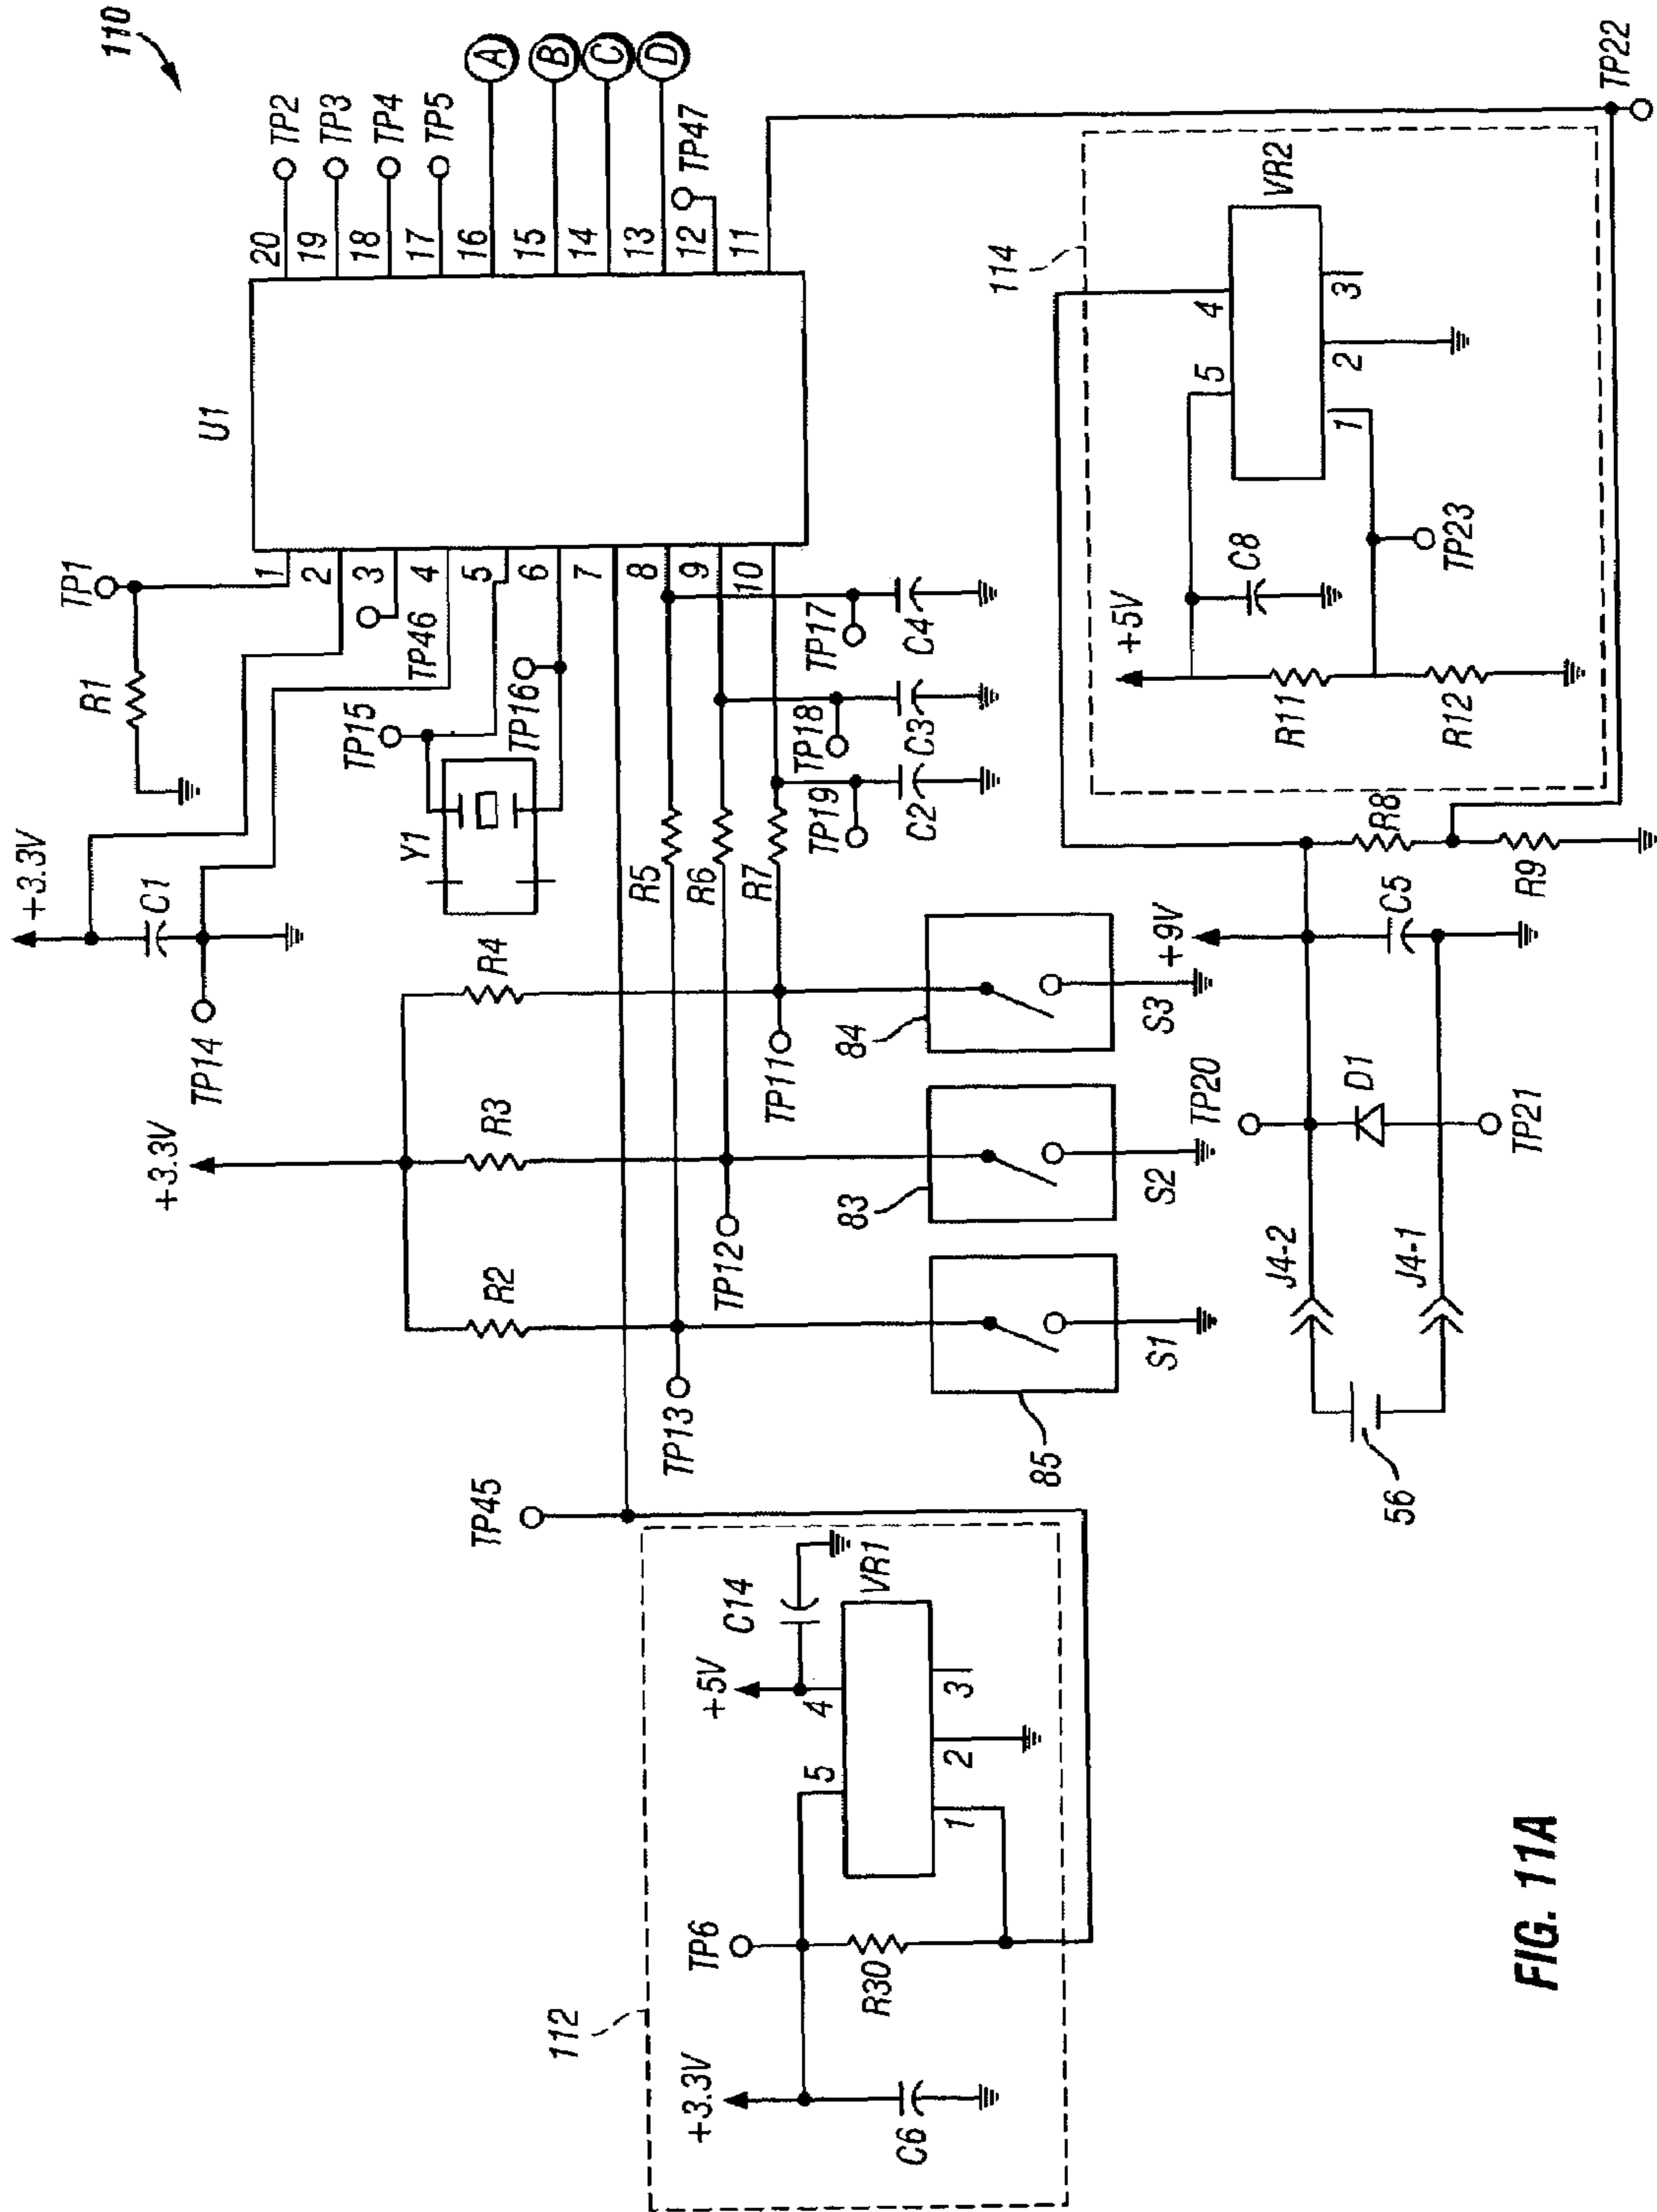 110
U1
20
19
18
17
16
15
14
13
12
11
TP2
TP3
TP4
TP5
A
B
C
D
TP47
TP22
1
2
3
4
5
6
7
8
9
10
TP1
R1
+3.3V
C1
TP14
TP46
TP15
TP16
Y1
R5
R6
R7
TP17
TP18
TP19
C4
C3
C2
+3.3V
R2
R3
R4
TP13
TP12
TP11
85
83
84
S1
S2
S3
TP45
112
+3.3V
TP6
+5V
C14
VR1
5
4
1
2
3
R30
C6
56
J4-2
J4-1
TP20
TP21
D1
+9V
C5
R8
R9
114
+5V
C8
VR2
5
4
1
2
3
TP23
R11
R12
FIG. 11A